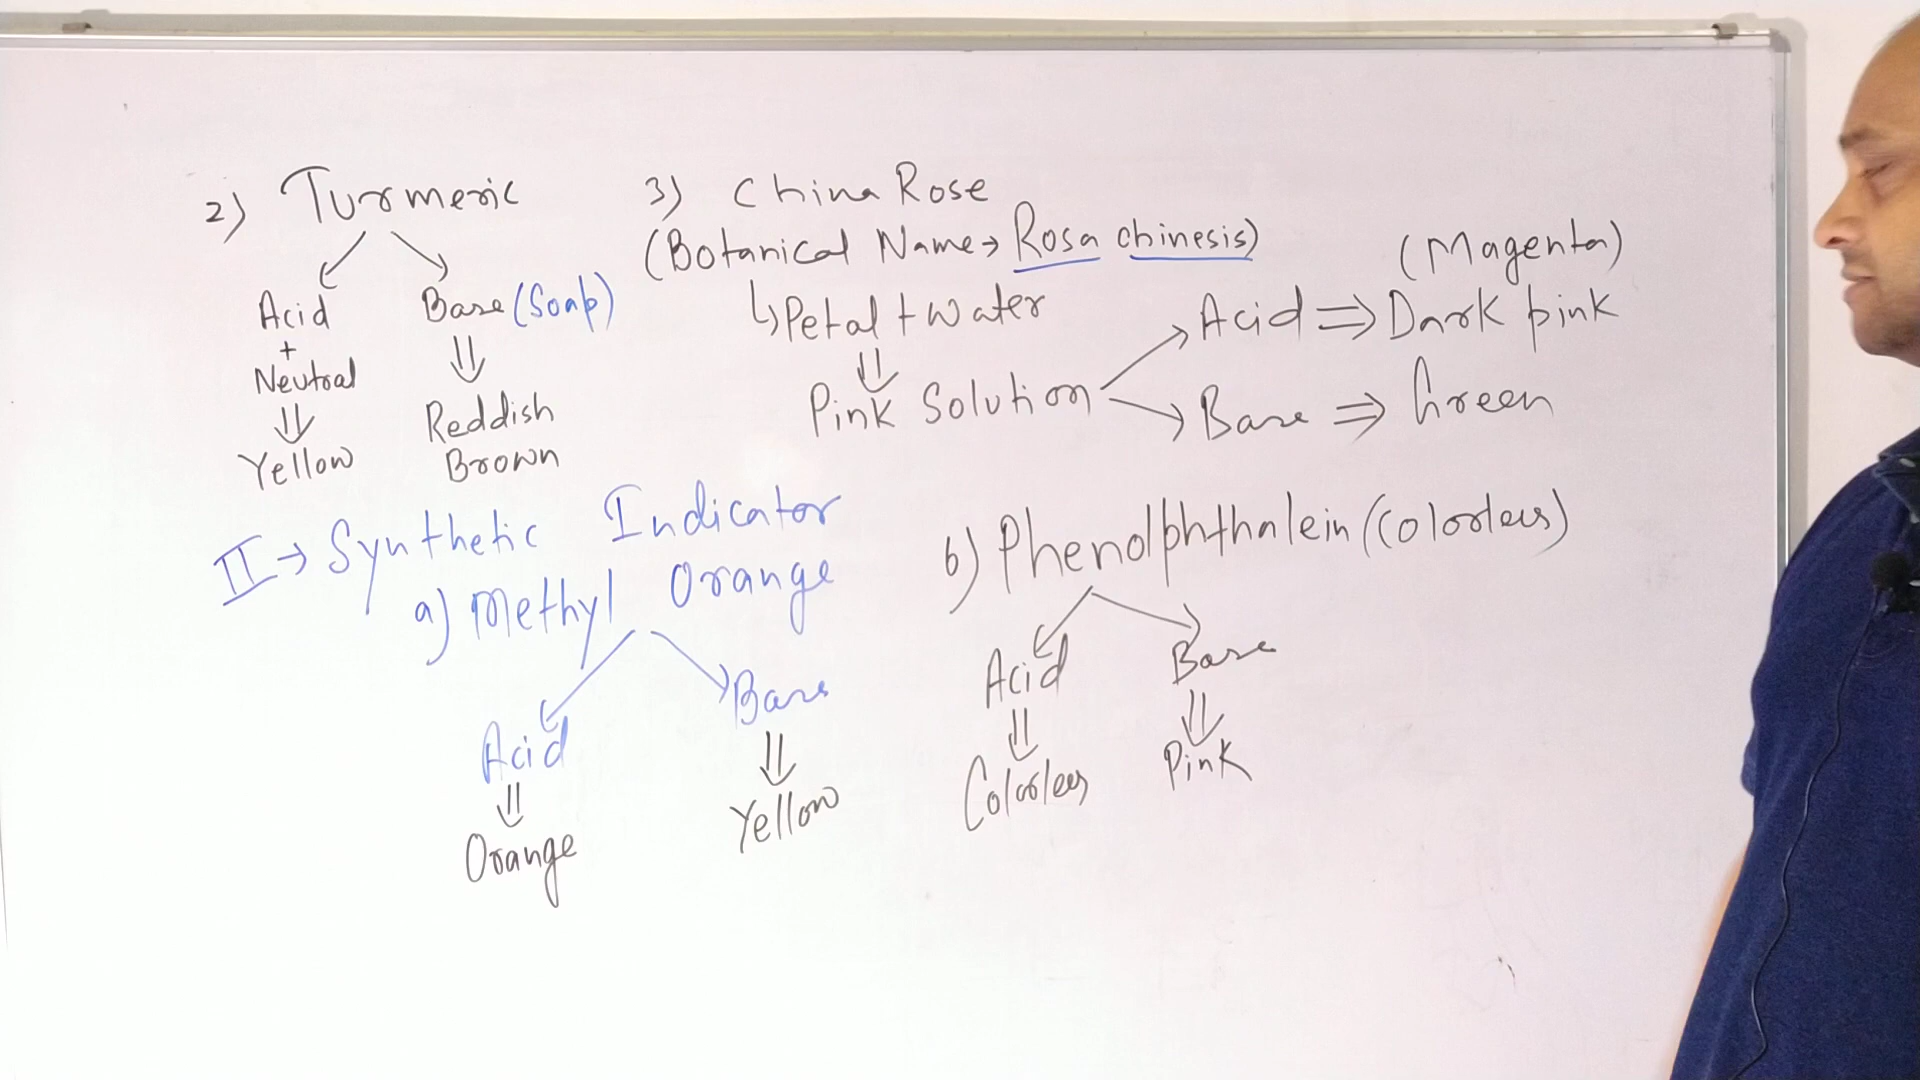 2) Turmeric
Acid
+
Neutral
⇓
Yellow
Base (Soap)
⇓
Reddish
Brown
3) China Rose
(Botanical Name → Rosa chinesis)
↳ Petal + water
⇓
Pink Solution
Acid ⇒ Dark pink
(Magenta)
Base ⇒ Green
II → Synthetic Indicator
a) Methyl Orange
Acid
⇓
Orange
Base
⇓
Yellow
b) Phenolphthalein (Colorless)
Acid
⇓
Colorless
Base
⇓
Pink